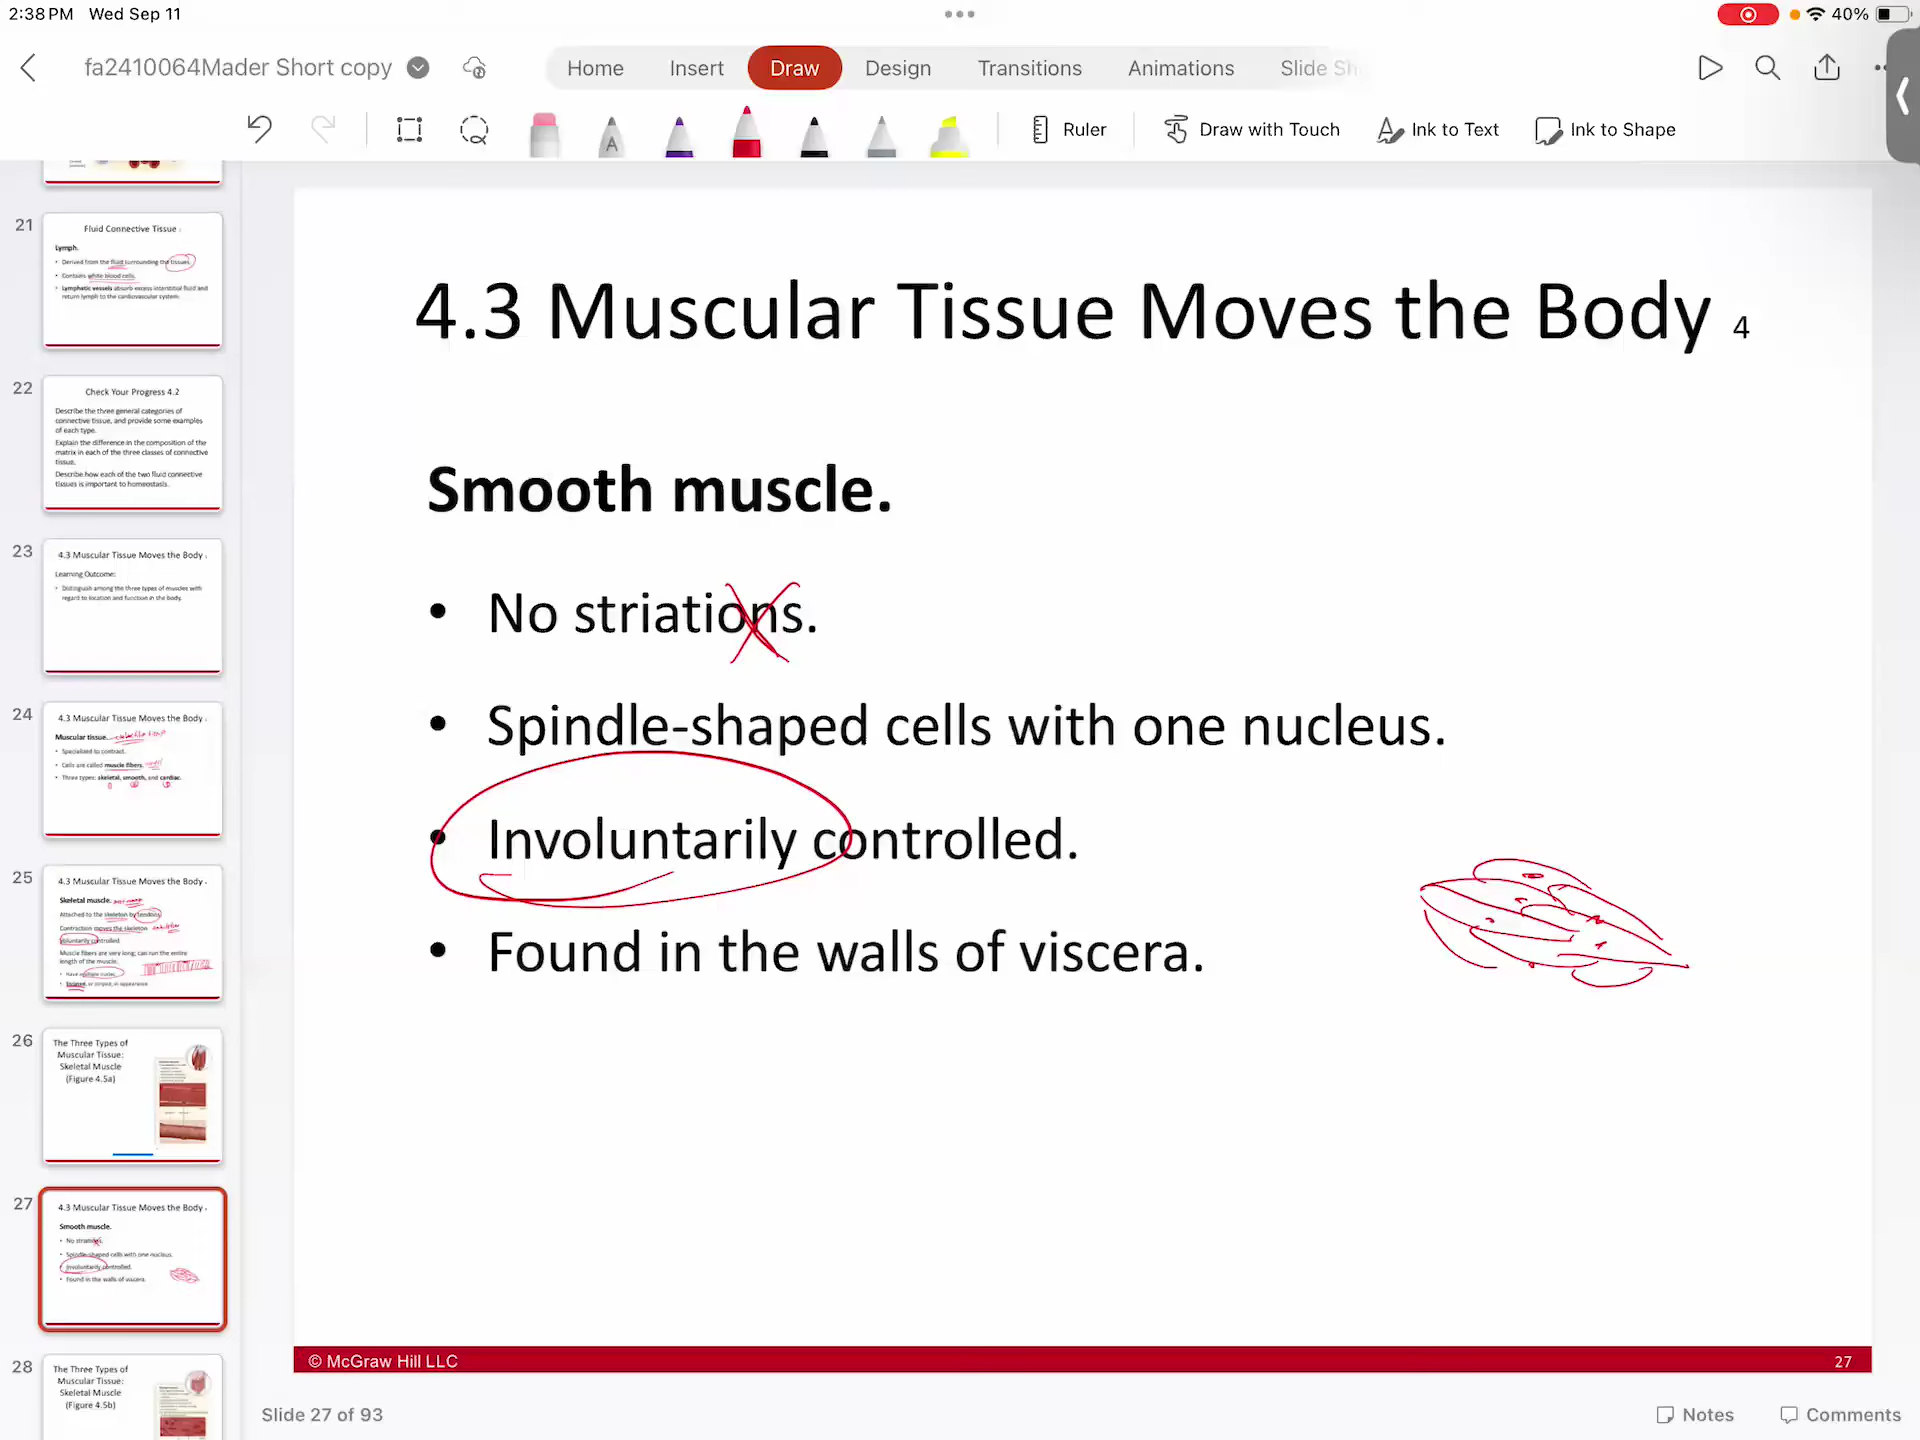 2:38 PM Wed Sep 11
40%
fa2410064Mader Short copy
Home Insert Draw Design Transitions Animations Slide Sh
A
Ruler Draw with Touch Ink to Text Ink to Shape
21
Fluid Connective Tissue
Lymph.
• Derived from the fluid surrounding the tissues.
• Contains white blood cells.
• Lymphatic vessels absorb excess interstitial fluid and
return lymph to the cardiovascular system.
22
Check Your Progress 4.2
Describe the three general categories of
connective tissue, and provide some examples
of each type.
Explain the difference in the composition of the
matrix in each of the three classes of connective
tissue.
Describe how each of the two fluid connective
tissues is important to homeostasis.
23
4.3 Muscular Tissue Moves the Body
Learning Outcome:
• Distinguish among the three types of muscles with
regard to location and function in the body.
24
4.3 Muscular Tissue Moves the Body
Muscular tissue.
• Specialized to contract.
• Cells are called muscle fibers.
• Three types: skeletal, smooth, and cardiac.
25
4.3 Muscular Tissue Moves the Body
Skeletal muscle.
Attached to the skeleton by tendons.
Contraction moves the skeleton
Voluntarily controlled
Muscle fibers are very long; can run the entire
length of the muscle.
• Have multiple nuclei.
• Striated, or striped, in appearance
26
The Three Types of
Muscular Tissue:
Skeletal Muscle
(Figure 4.5a)
27
4.3 Muscular Tissue Moves the Body
Smooth muscle.
• No striations.
• Spindle-shaped cells with one nucleus.
• Involuntarily controlled.
• Found in the walls of viscera.
28
The Three Types of
Muscular Tissue:
Skeletal Muscle
(Figure 4.5b)
4.3 Muscular Tissue Moves the Body 4
Smooth muscle.
• No striations.
• Spindle-shaped cells with one nucleus.
• Involuntarily controlled.
• Found in the walls of viscera.
© McGraw Hill LLC
27
Slide 27 of 93
Notes Comments